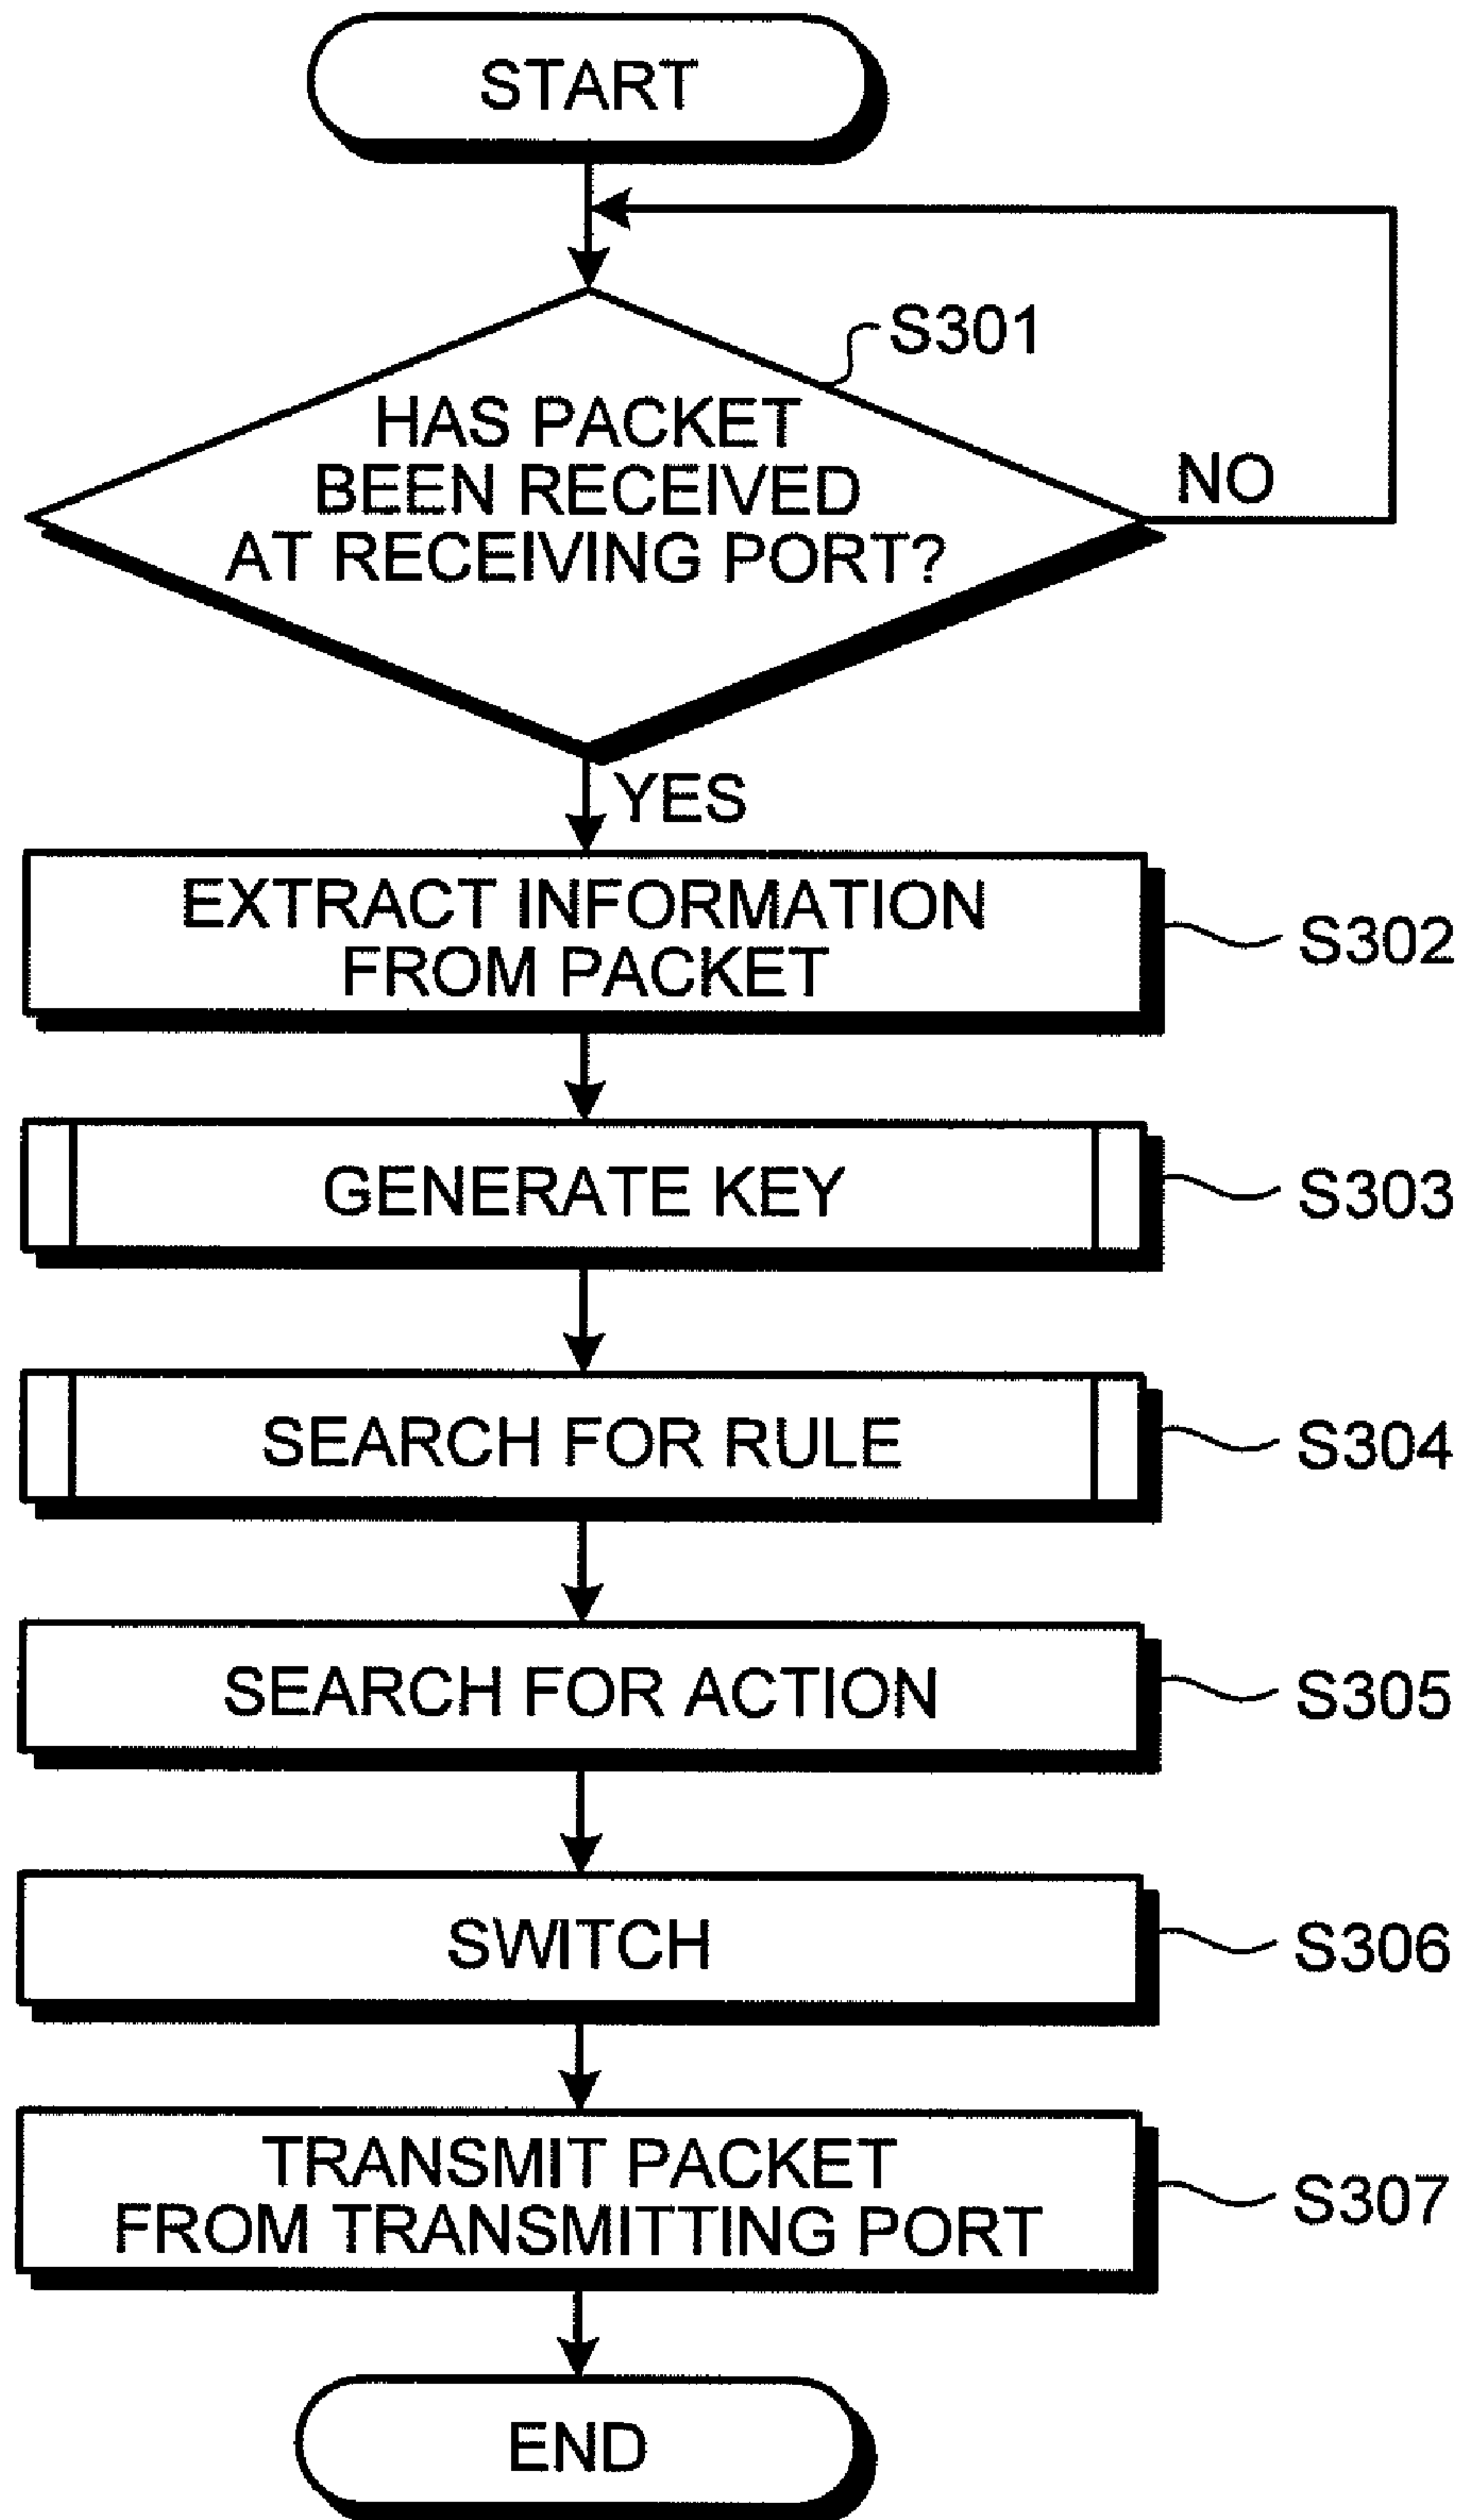 START
S301
HAS PACKET
BEEN RECEIVED
AT RECEIVING PORT?
NO
YES
EXTRACT INFORMATION
FROM PACKET
S302
GENERATE KEY
S303
SEARCH FOR RULE
S304
SEARCH FOR ACTION
S305
SWITCH
S306
TRANSMIT PACKET
FROM TRANSMITTING PORT
S307
END